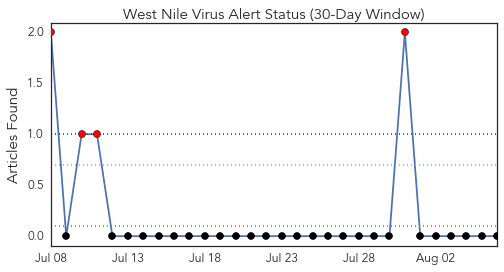 West Nile Virus Alert Status (30-Day Window)
Articles Found
2.0
1.5
1.0
0.5
0.0
Jul 08 Jul 13 Jul 18 Jul 23 Jul 28 Aug 02